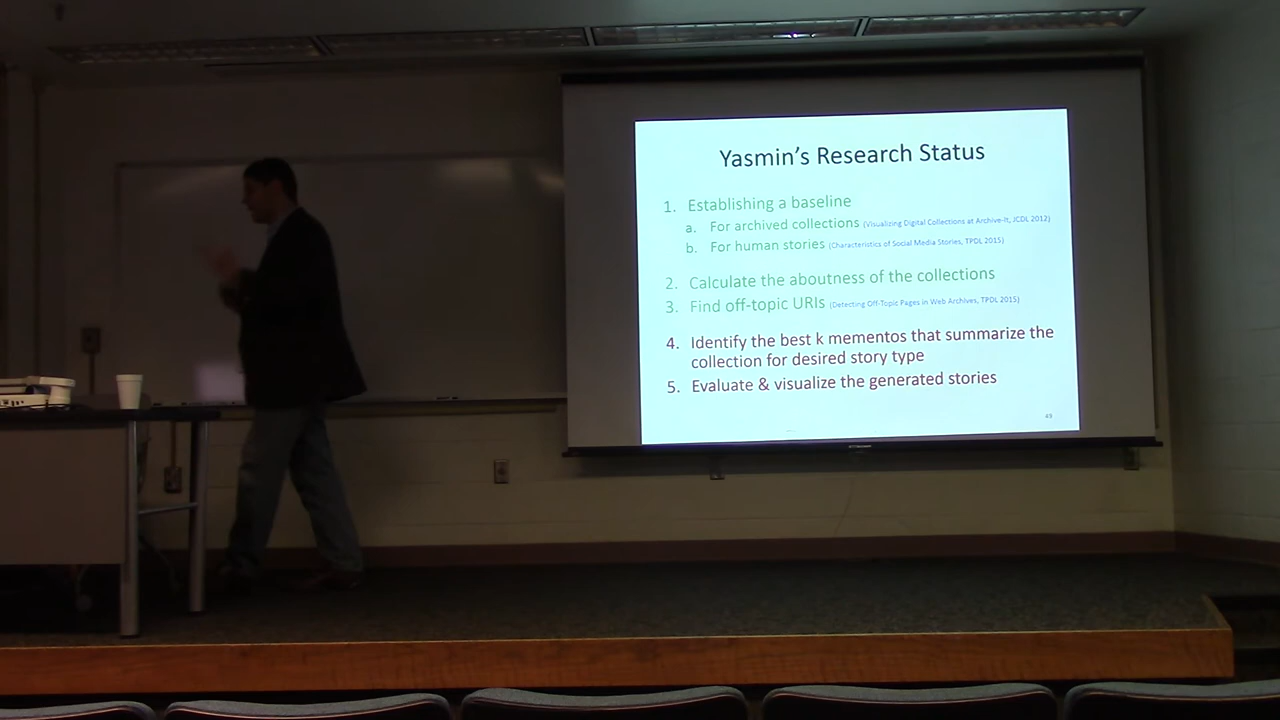 Yasmin's Research Status
1. Establishing a baseline
a. For archived collections (Visualizing Digital Collections at Archive-It, JCDL 2012)
b. For human stories (Characteristics of Social Media Stories, TPDL 2015)
2. Calculate the aboutness of the collections
3. Find off-topic URIs (Detecting Off-Topic Pages in Web Archives, TPDL 2015)
4. Identify the best k mementos that summarize the
collection for desired story type
5. Evaluate & visualize the generated stories
49